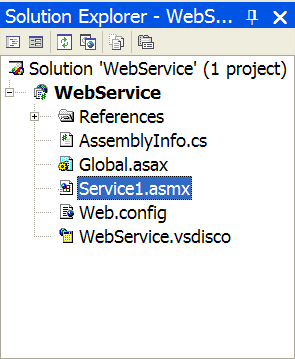 Solution Explorer - WebS...
Solution 'WebService' (1 project)
WebService
References
AssemblyInfo.cs
Global.asax
Service1.asmx
Web.config
WebService.vsdisco